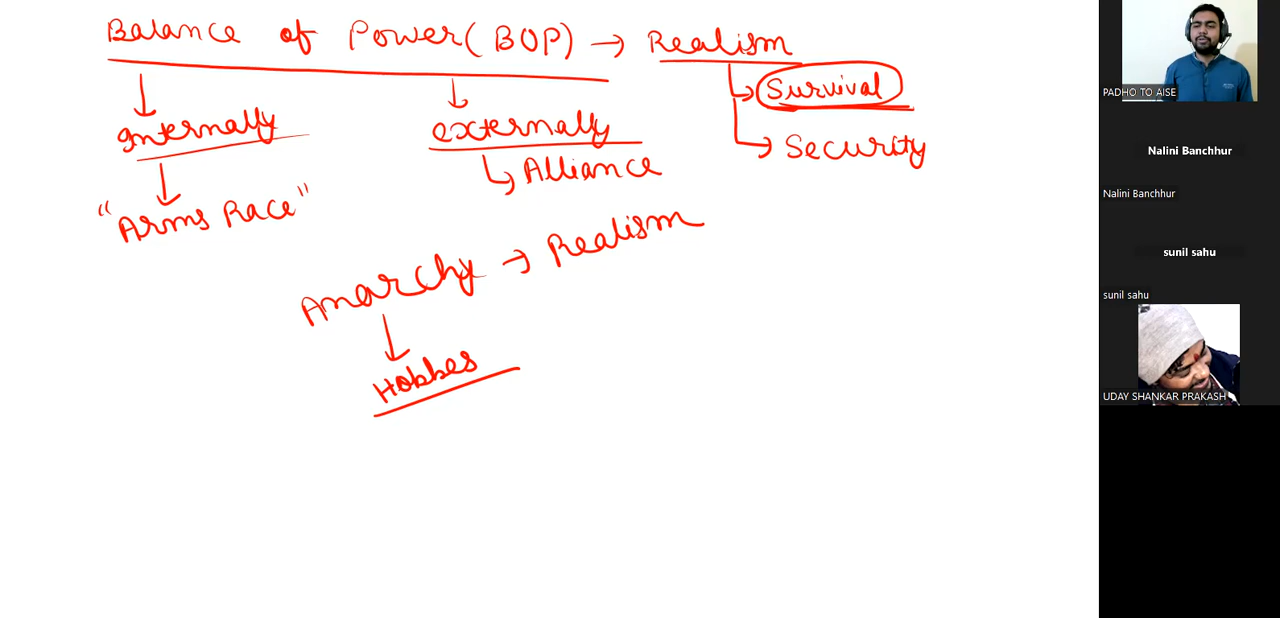 Balance of Power (BOP) → Realism
Survival
Internally
externally
Security
Alliance
"Arms Race"
Anarchy → Realism
Hobbes
PADHO TO AISE
Nalini Banchhur
Nalini Banchhur
sunil sahu
sunil sahu
UDAY SHANKAR PRAKASH